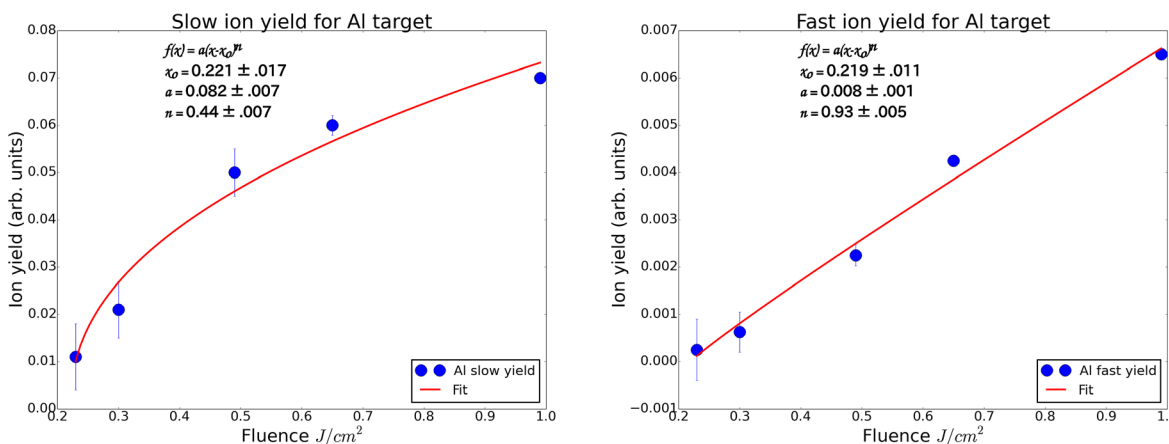 Slow ion yield for Al target
f(x) = a(x-x₀)ⁿ
x₀ = 0.221 ± .017
a = 0.082 ± .007
n = 0.44 ± .007
Ion yield (arb. units)
0.08
0.07
0.06
0.05
0.04
0.03
0.02
0.01
0.00
0.2 0.3 0.4 0.5 0.6 0.7 0.8 0.9 1.0
Fluence J/cm²
Al slow yield
Fit
Fast ion yield for Al target
f(x) = a(x-x₀)ⁿ
x₀ = 0.219 ± .011
a = 0.008 ± .001
n = 0.93 ± .005
Ion yield (arb. units)
0.007
0.006
0.005
0.004
0.003
0.002
0.001
0.000
−0.001
0.2 0.3 0.4 0.5 0.6 0.7 0.8 0.9 1.
Fluence J/cm²
Al fast yield
Fit